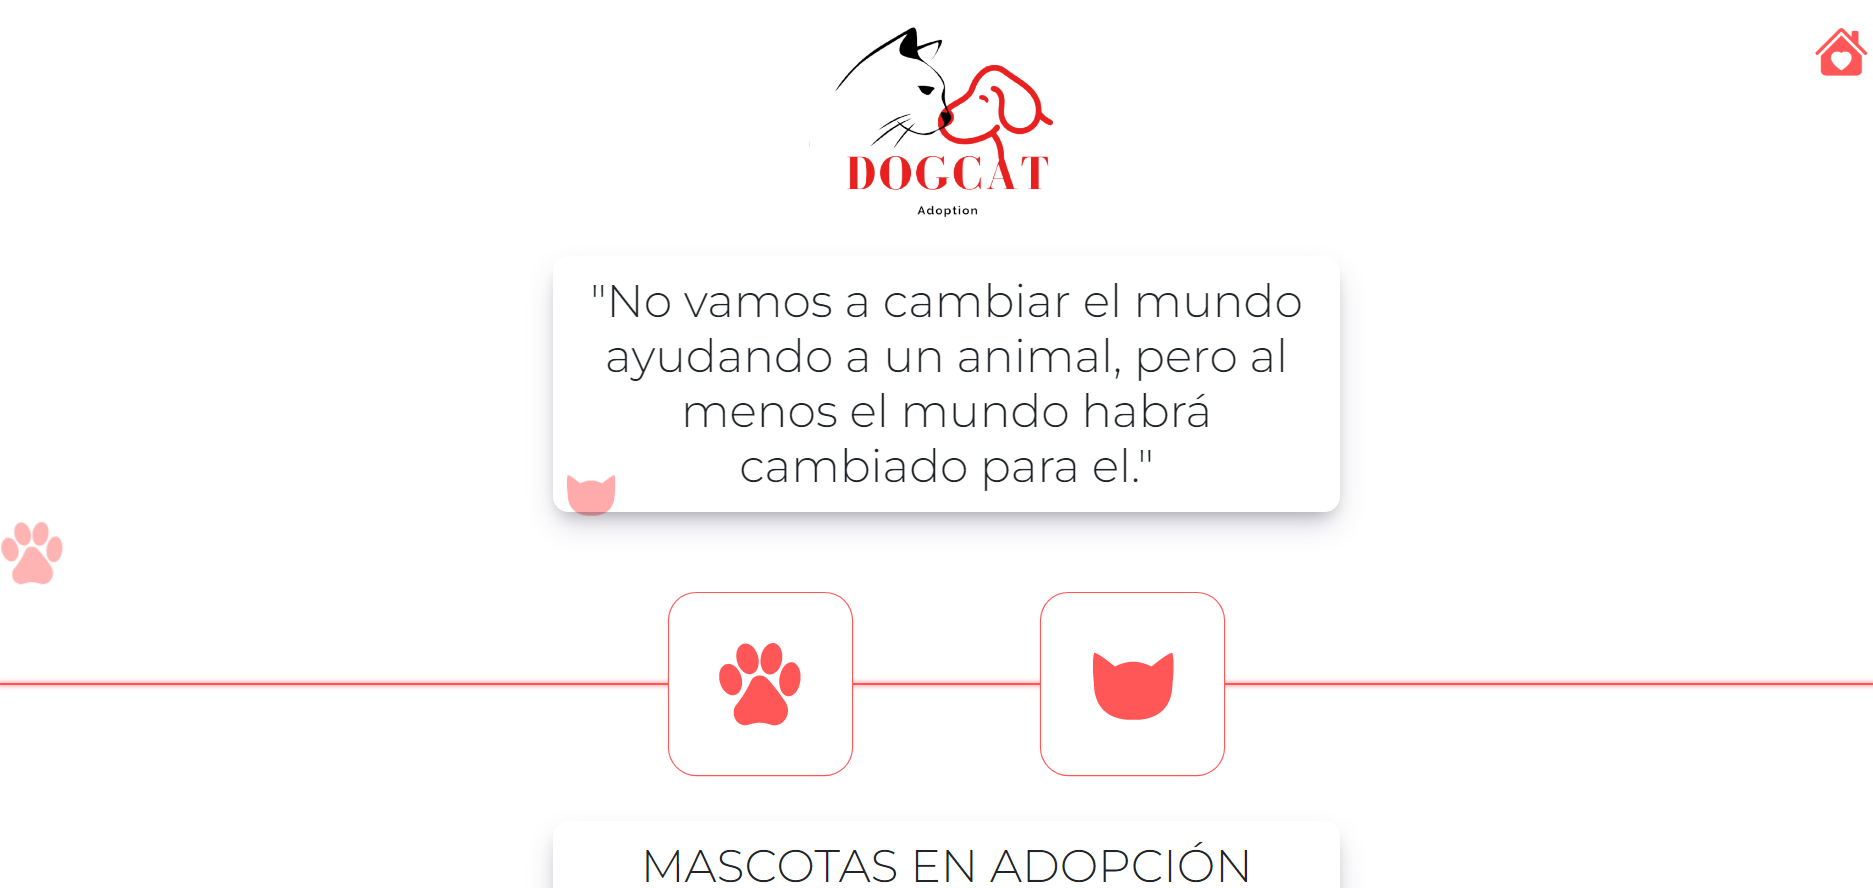 DOGCAT
Adoption
"No vamos a cambiar el mundo
ayudando a un animal, pero al
menos el mundo habrá
cambiado para el."
MASCOTAS EN ADOPCIÓN